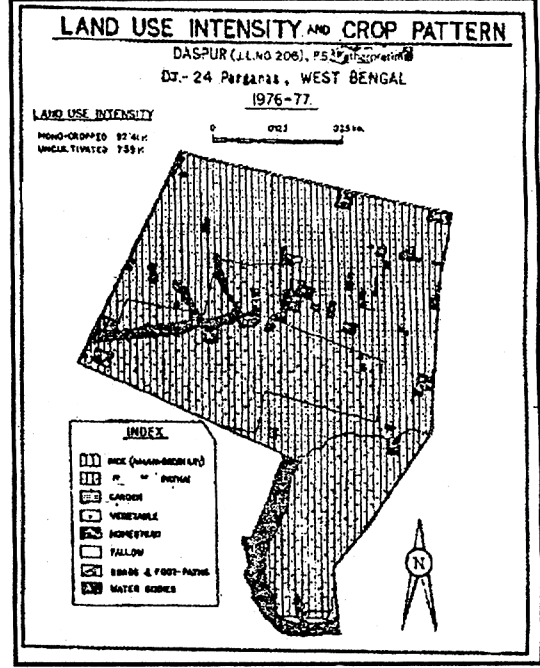 LAND USE INTENSITY AND CROP PATTERN
DASPUR (J.L.NO 206), P.S.
DT.- 24 Parganas, WEST BENGAL
1976-77.
LAND USE INTENSITY
MONO-CROPPED 92.41%
UNCULTIVATED 7.59%
0
INDEX
RICE
GARDEN
VEGETABLE
HOMESTEAD
FALLOW
ROADS & FOOT-PATHS
WATER BODIES
N